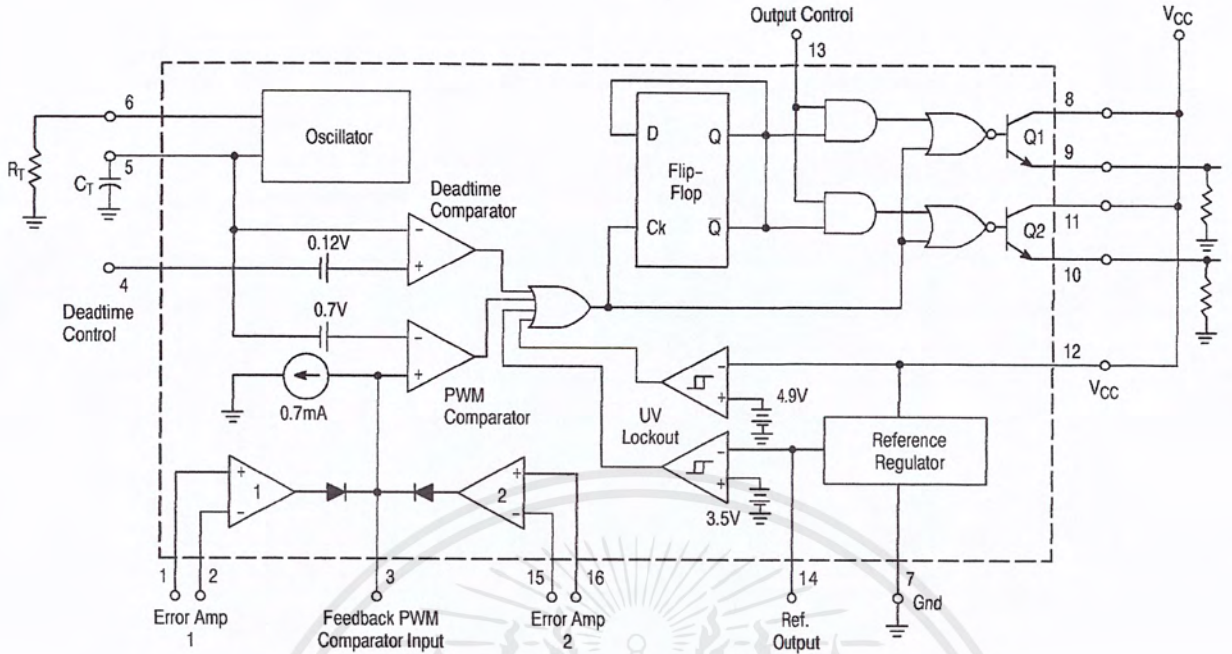 Output Control
13
VCC
6
Oscillator
RT
5
CT
D
Q
Flip-
Flop
Ck
Q̅
8
Q1
9
11
Q2
10
Deadtime
Comparator
0.12V
−
+
4
Deadtime
Control
0.7V
−
+
0.7mA
PWM
Comparator
12
VCC
−
+
4.9V
UV
Lockout
−
+
3.5V
Reference
Regulator
+
1
−
+
2
−
1
2
3
15
16
14
7
Gnd
Error Amp
1
Feedback PWM
Comparator Input
Error Amp
2
Ref.
Output